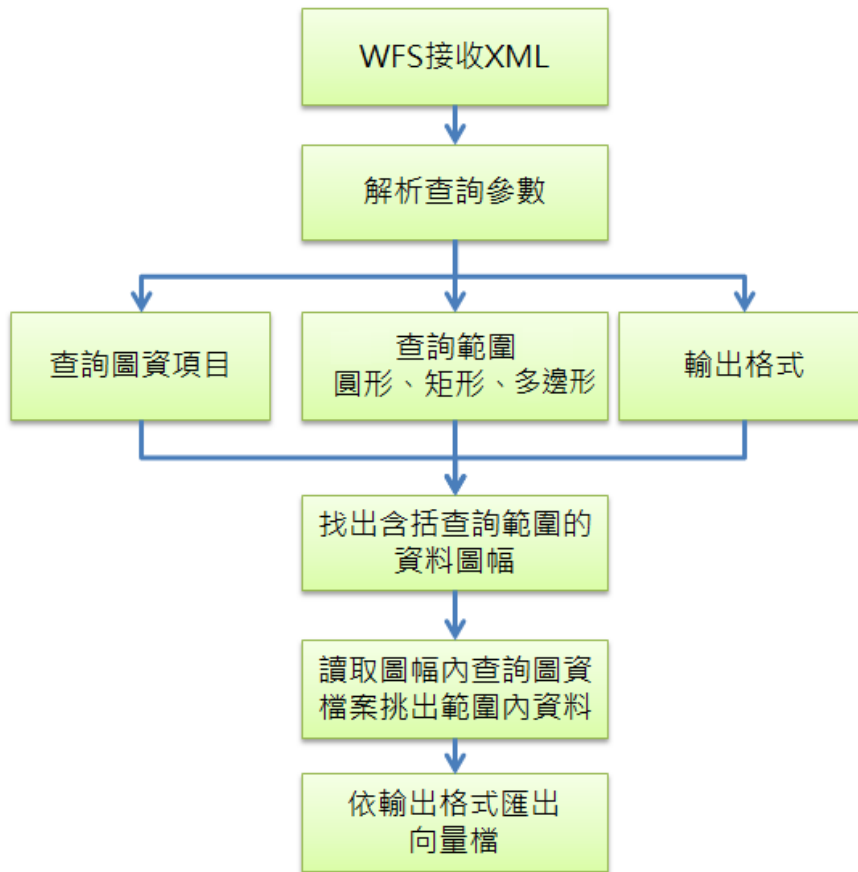 WFS接收XML
解析查詢參數
查詢圖資項目
查詢範圍
圓形、矩形、多邊形
輸出格式
找出含括查詢範圍的
資料圖幅
讀取圖幅內查詢圖資
檔案挑出範圍內資料
依輸出格式匯出
向量檔